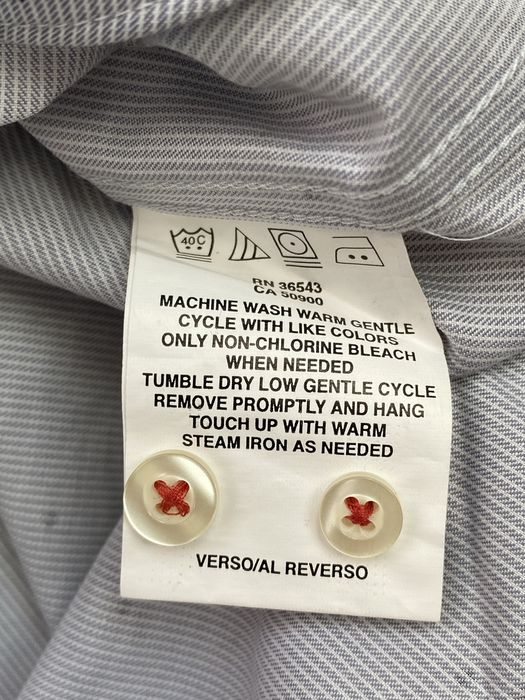 40C
RN 36543
CA 50900
MACHINE WASH WARM GENTLE
CYCLE WITH LIKE COLORS
ONLY NON-CHLORINE BLEACH
WHEN NEEDED
TUMBLE DRY LOW GENTLE CYCLE
REMOVE PROMPTLY AND HANG
TOUCH UP WITH WARM
STEAM IRON AS NEEDED
VERSO/AL REVERSO